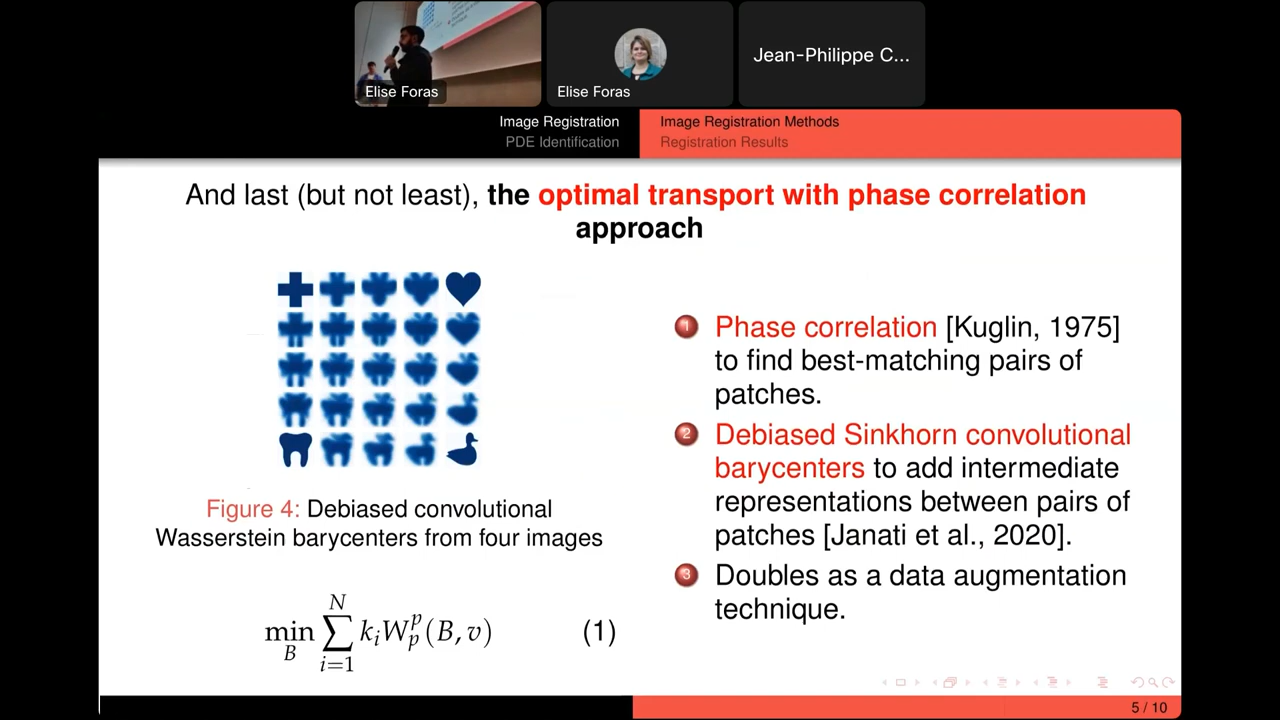 Elise Foras
Elise Foras
Jean-Philippe C...
Image Registration
PDE Identification
Image Registration Methods
Registration Results
And last (but not least), the optimal transport with phase correlation
approach
Figure 4: Debiased convolutional
Wasserstein barycenters from four images
min_B ∑_{i=1}^{N} k_i W_p^p(B, v) (1)
1 Phase correlation [Kuglin, 1975]
to find best-matching pairs of
patches.
2 Debiased Sinkhorn convolutional
barycenters to add intermediate
representations between pairs of
patches [Janati et al., 2020].
3 Doubles as a data augmentation
technique.
5 / 10